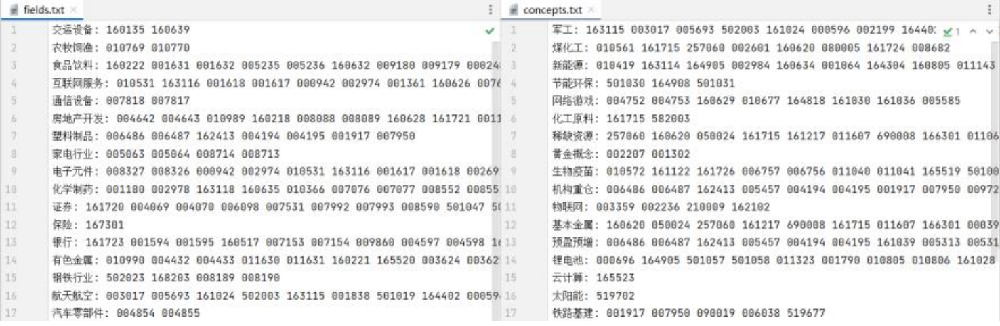 fields.txt
1 交运设备: 160135 160639
2 农牧饲渔: 010769 010770
3 食品饮料: 160222 001631 001632 005235 005236 160632 009180 009179 00024
4 互联网服务: 010531 163116 001618 001617 000942 002974 001361 160626 0076
5 通信设备: 007818 007817
6 房地产开发: 004642 004643 010989 160218 008088 008089 160628 161721 0011
7 塑料制品: 006486 006487 162413 004194 004195 001917 007950
8 家电行业: 005063 005064 008714 008713
9 电子元件: 008327 008326 000942 002974 010531 163116 001617 001618 00269
10 化学制药: 001180 002978 163118 160635 010366 007076 007077 008552 00855
11 证券: 161720 004069 004070 006098 007531 007992 007993 008590 501047
12 保险: 167301
13 银行: 161723 001594 001595 160517 007153 007154 009860 004597 004598
14 有色金属: 010990 004432 004433 011630 011631 160221 165520 003624 00362
15 钢铁行业: 502023 168203 008189 008190
16 航天航空: 003017 005693 161024 502003 163115 001838 501019 164402 00059
17 汽车零部件: 004854 004855
concepts.txt
1 军工: 163115 003017 005693 502003 161024 000596 002199 16440 1
2 煤化工: 010561 161715 257060 002601 160620 080005 161724 008682
3 新能源: 010419 163114 164905 002984 160634 001064 164304 160805 011143
4 节能环保: 501030 164908 501031
5 网络游戏: 004752 004753 160629 010677 164818 161030 161036 005585
6 化工原料: 161715 582003
7 稀缺资源: 257060 160620 050024 161715 161217 011607 690008 166301 01106
8 黄金概念: 002207 001302
9 生物疫苗: 010572 161122 161726 006757 006756 011040 011041 165519 50100
10 机构重仓: 006486 006487 162413 005457 004194 004195 001917 007950 00972
11 物联网: 003359 002236 210009 162102
12 基本金属: 160620 050024 257060 161217 690008 161715 011607 166301 00039
13 预盈预增: 006486 006487 162413 005457 004194 004195 161039 005313 00531
14 锂电池: 000696 164905 501057 501058 011323 001790 010805 010806 161028
15 云计算: 165523
16 太阳能: 519702
17 铁路基建: 001917 007950 090019 006038 519677